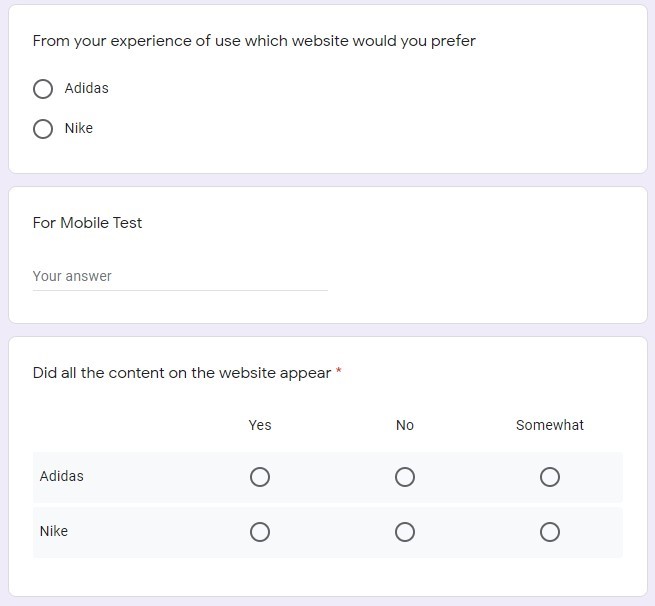 From your experience of use which website would you prefer
Adidas
Nike
For Mobile Test
Your answer
Did all the content on the website appear *
Yes No Somewhat
Adidas
Nike